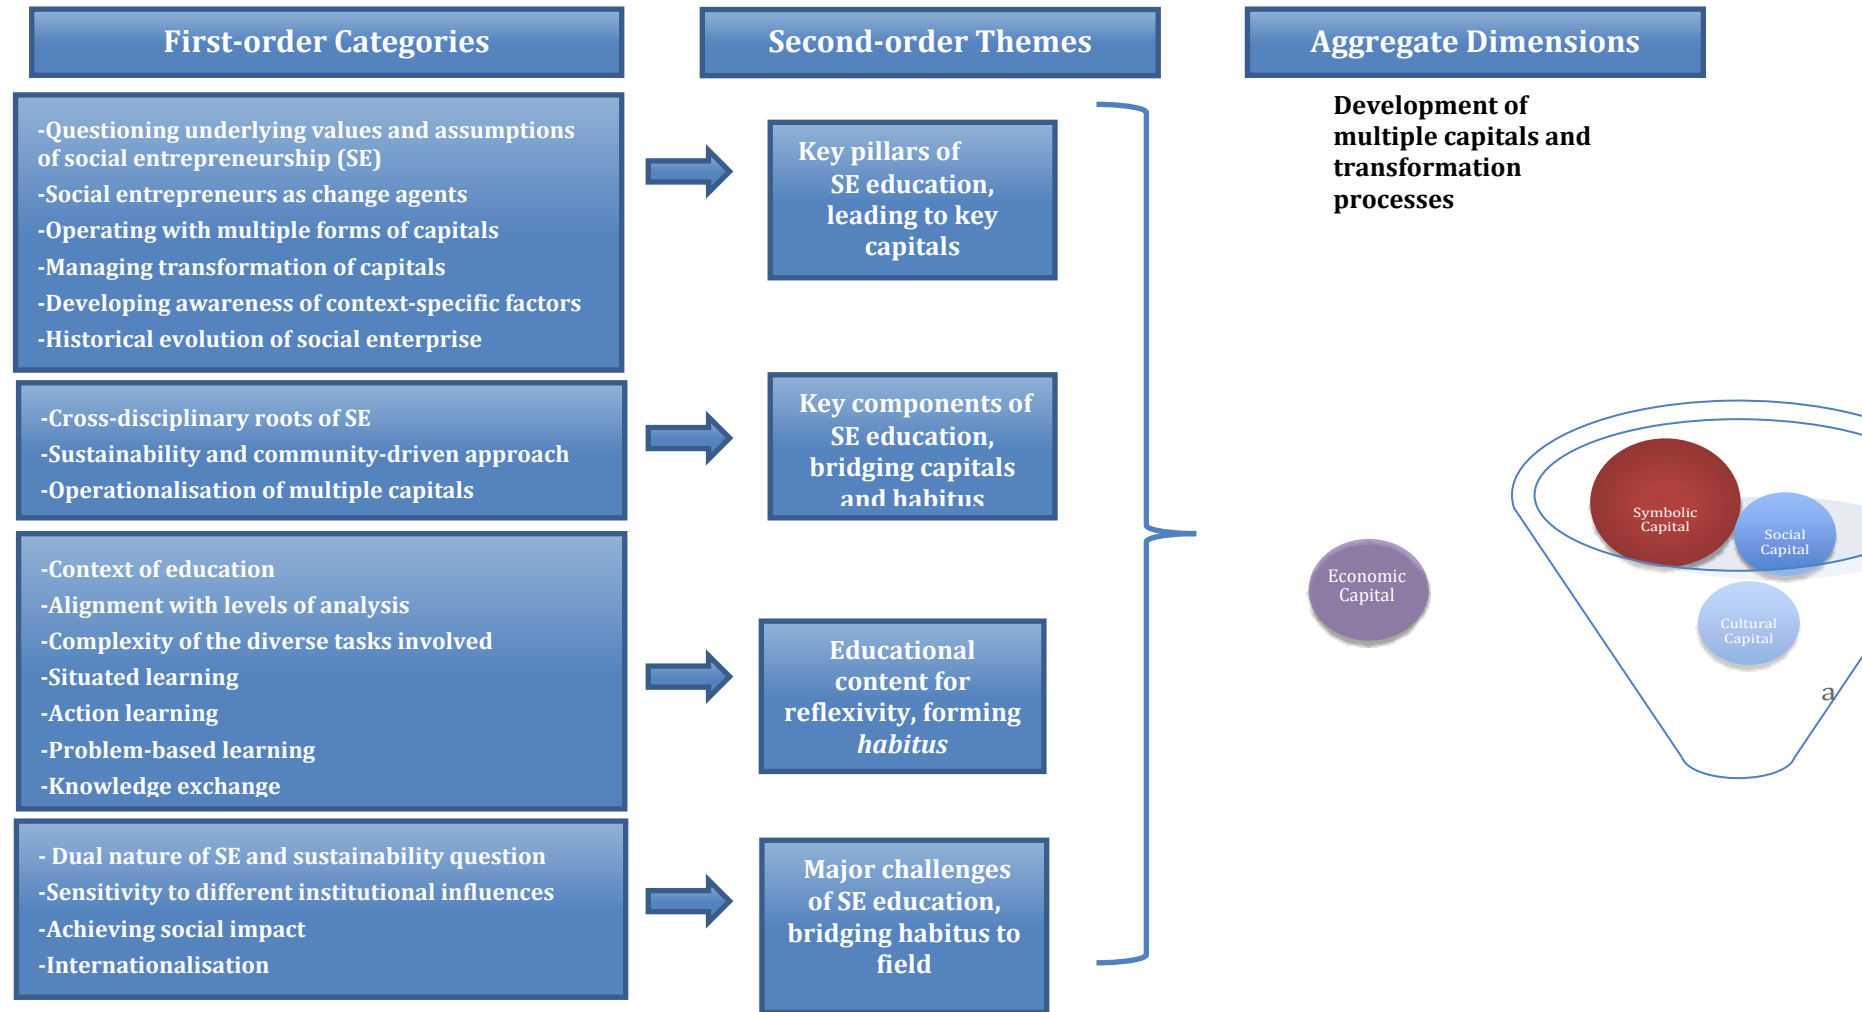 First-order Categories
Second-order Themes
Aggregate Dimensions
-Questioning underlying values and assumptions
of social entrepreneurship (SE)
-Social entrepreneurs as change agents
-Operating with multiple forms of capitals
-Managing transformation of capitals
-Developing awareness of context-specific factors
-Historical evolution of social enterprise
Key pillars of
SE education,
leading to key
capitals
Development of
multiple capitals and
transformation
processes
-Cross-disciplinary roots of SE
-Sustainability and community-driven approach
-Operationalisation of multiple capitals
Key components of
SE education,
bridging capitals
and habitus
-Context of education
-Alignment with levels of analysis
-Complexity of the diverse tasks involved
-Situated learning
-Action learning
-Problem-based learning
-Knowledge exchange
Educational
content for
reflexivity, forming
habitus
- Dual nature of SE and sustainability question
-Sensitivity to different institutional influences
-Achieving social impact
-Internationalisation
Major challenges
of SE education,
bridging habitus to
field
Economic
Capital
Symbolic
Capital
Social
Capital
Cultural
Capital
a